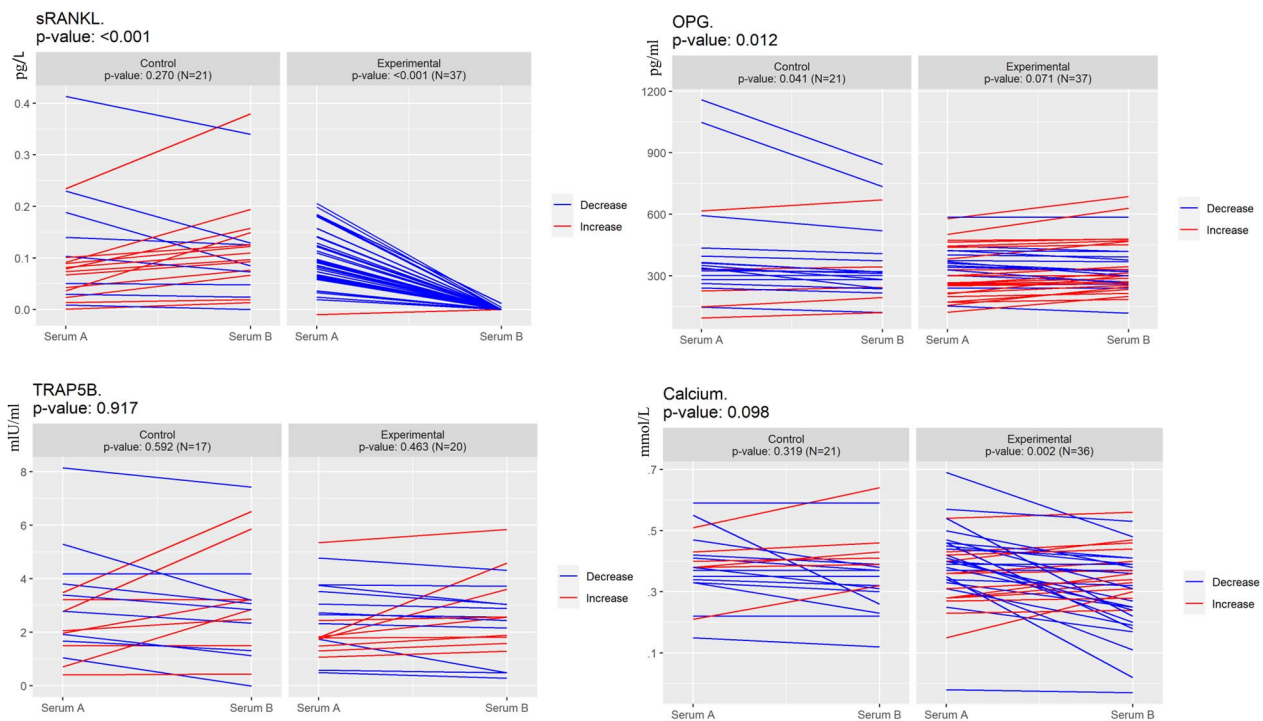 sRANKL.
p-value: <0.001
pg/L
Control
p-value: 0.270 (N=21)
Experimental
p-value: <0.001 (N=37)
0.4
0.3
0.2
0.1
0.0
Serum A
Serum B
Serum A
Serum B
Decrease
Increase
OPG.
p-value: 0.012
pg/ml
Control
p-value: 0.041 (N=21)
Experimental
p-value: 0.071 (N=37)
1200
900
600
300
Serum A
Serum B
Serum A
Serum B
Decrease
Increase
TRAP5B.
p-value: 0.917
mlU/ml
Control
p-value: 0.592 (N=17)
Experimental
p-value: 0.463 (N=20)
8
6
4
2
0
Serum A
Serum B
Serum A
Serum B
Decrease
Increase
Calcium.
p-value: 0.098
mmol/L
Control
p-value: 0.319 (N=21)
Experimental
p-value: 0.002 (N=36)
.7
.5
.3
.1
Serum A
Serum B
Serum A
Serum B
Decrease
Increase